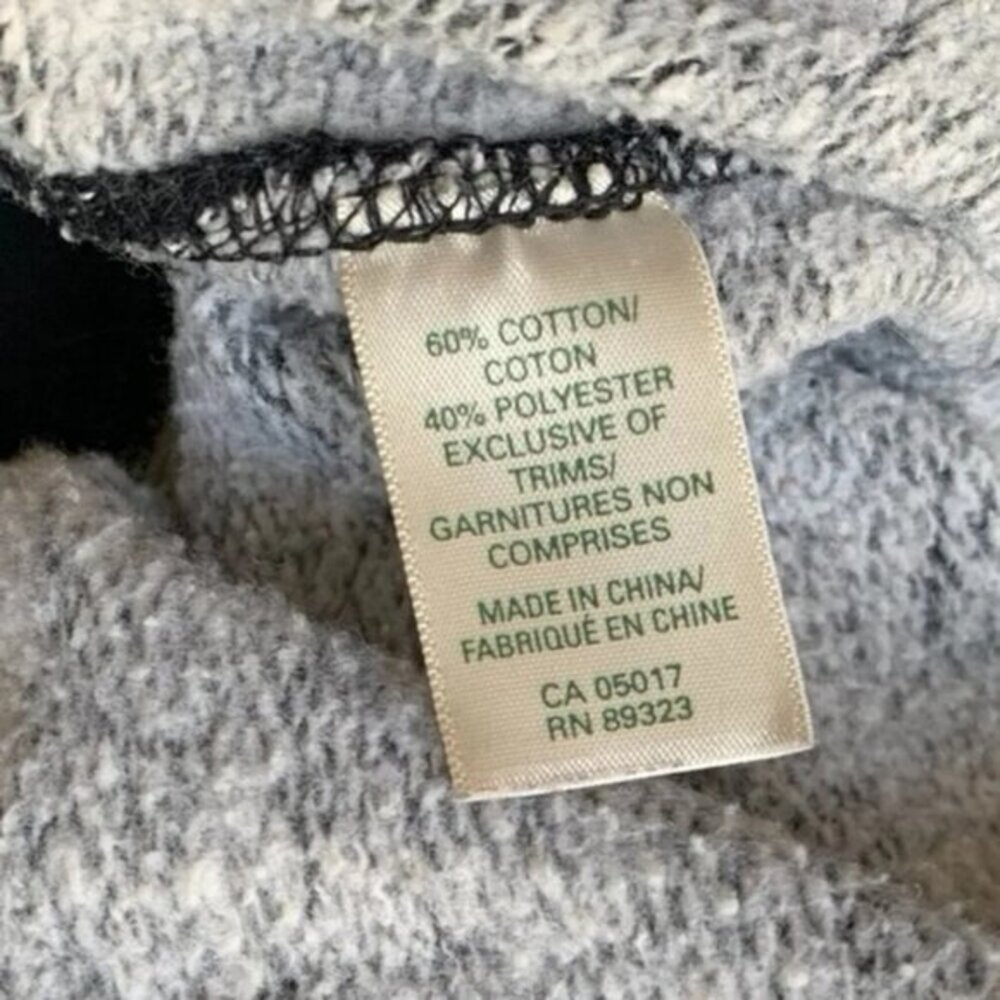 60% COTTON/
COTON
40% POLYESTER
EXCLUSIVE OF
TRIMS/
GARNITURES NON
COMPRISES
MADE IN CHINA/
FABRIQUÉ EN CHINE
CA 05017
RN 89323